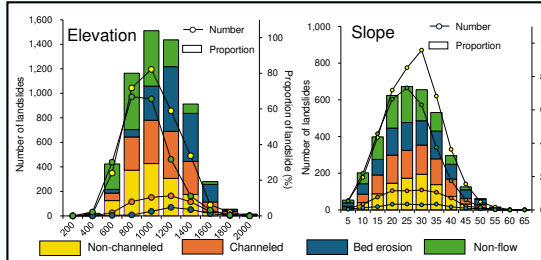 Elevation
Number
Proportion
Number of landslides
1,600
1,400
1,200
1,000
800
600
400
200
0
100
80
60
40
20
0
Proportion of landslide (%)
200 400 600 800 1000 1200 1400 1600 1800 2000
Slope
Number
Proportion
Number of landslides
1,000
800
600
400
200
0
5 10 15 20 25 30 35 40 45 50 55 60 65
Non-channeled
Channeled
Bed erosion
Non-flow